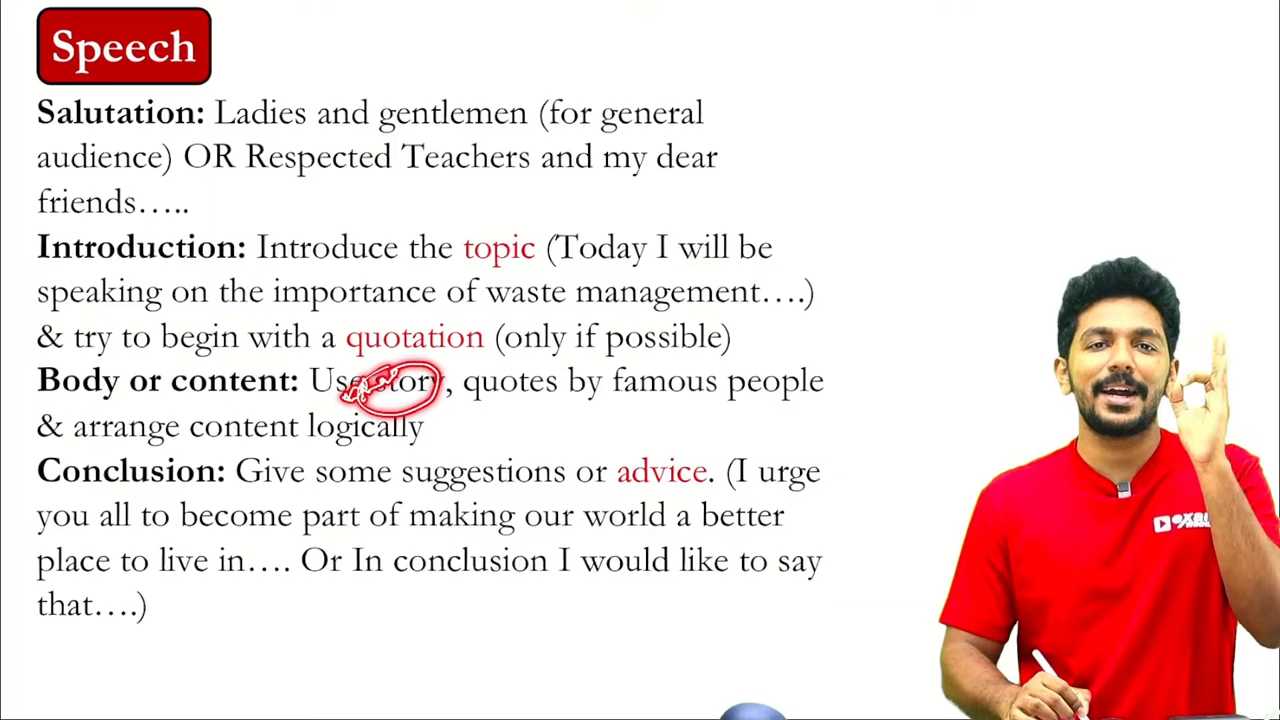 Speech
Salutation: Ladies and gentlemen (for general
audience) OR Respected Teachers and my dear
friends…..
Introduction: Introduce the topic (Today I will be
speaking on the importance of waste management….)
& try to begin with a quotation (only if possible)
Body or content: Use story, quotes by famous people
& arrange content logically
Conclusion: Give some suggestions or advice. (I urge
you all to become part of making our world a better
place to live in…. Or In conclusion I would like to say
that….)